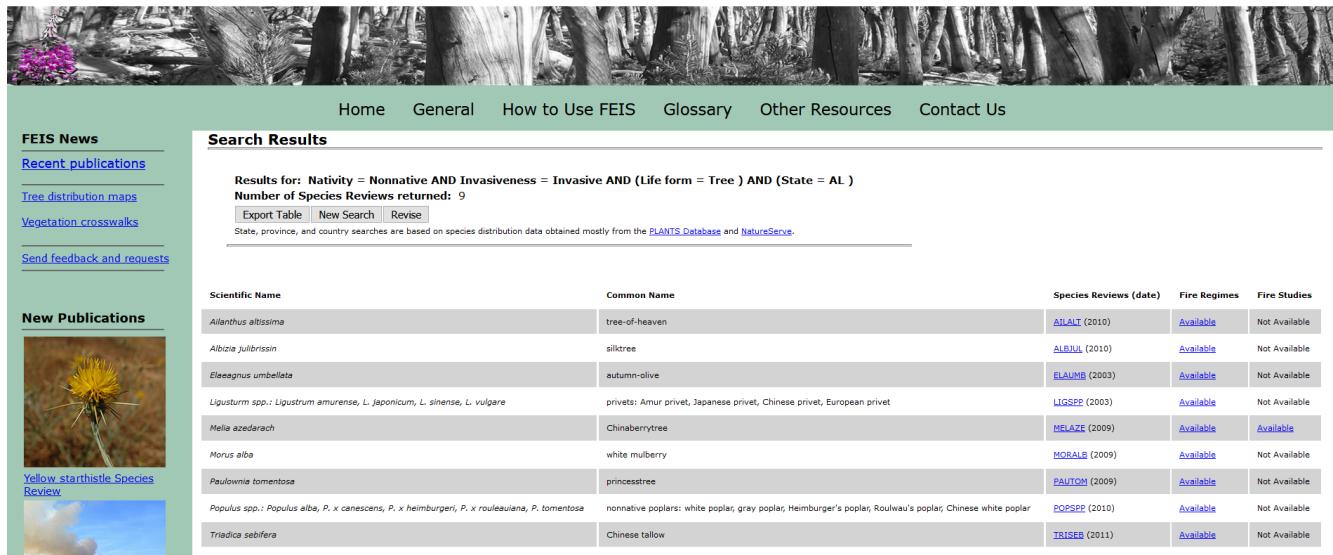 Home General How to Use FEIS Glossary Other Resources Contact Us
FEIS News
Recent publications
Tree distribution maps
Vegetation crosswalks
Send feedback and requests
New Publications
Yellow starthistle Species
Review
Search Results
Results for: Nativity = Nonnative AND Invasiveness = Invasive AND (Life form = Tree ) AND (State = AL )
Number of Species Reviews returned: 9
Export Table New Search Revise
State, province, and country searches are based on species distribution data obtained mostly from the PLANTS Database and NatureServe.
Scientific Name Common Name Species Reviews (date) Fire Regimes Fire Studies
Ailanthus altissima tree-of-heaven AILALT (2010) Available Not Available
Albizia julibrissin silktree ALBJUL (2010) Available Not Available
Elaeagnus umbellata autumn-olive ELAUMB (2003) Available Not Available
Ligusturm spp.: Ligustrum amurense, L. japonicum, L. sinense, L. vulgare privets: Amur privet, Japanese privet, Chinese privet, European privet LIGSPP (2003) Available Not Available
Melia azedarach Chinaberrytree MELAZE (2009) Available Available
Morus alba white mulberry MORALB (2009) Available Not Available
Paulownia tomentosa princesstree PAUTOM (2009) Available Not Available
Populus spp.: Populus alba, P. x canescens, P. x heimburgeri, P. x rouleauiana, P. tomentosa nonnative poplars: white poplar, gray poplar, Heimburger's poplar, Roulwau's poplar, Chinese white poplar POPSPP (2010) Available Not Available
Triadica sebifera Chinese tallow TRISEB (2011) Available Not Available